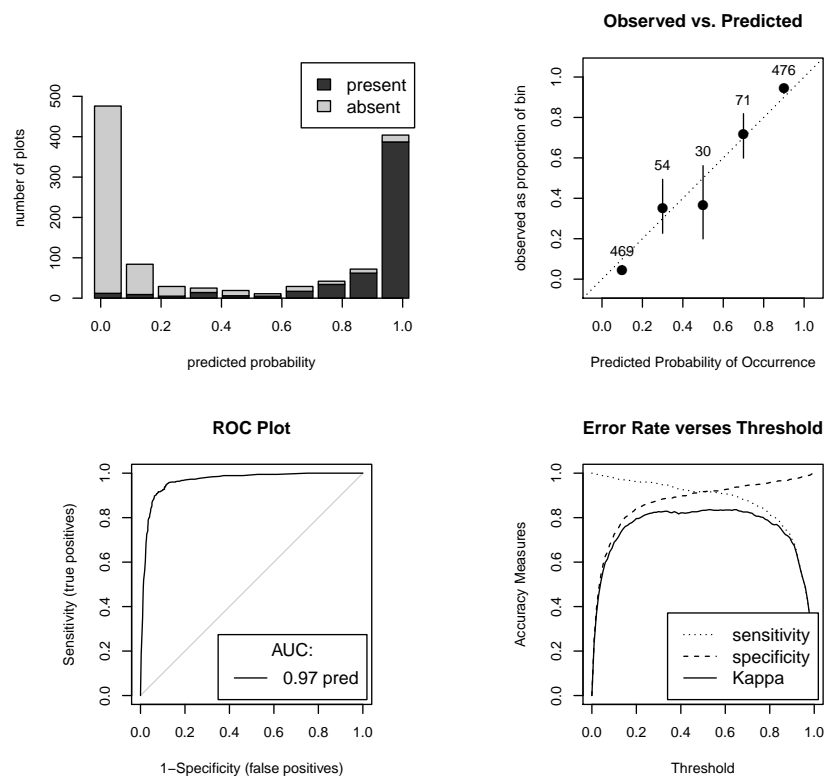 number of plots
0 100 200 300 400 500
present
absent
0.0 0.2 0.4 0.6 0.8 1.0
predicted probability
Observed vs. Predicted
observed as proportion of bin
0.0 0.2 0.4 0.6 0.8 1.0
469
54
30
71
476
0.0 0.2 0.4 0.6 0.8 1.0
Predicted Probability of Occurrence
ROC Plot
Sensitivity (true positives)
0.0 0.2 0.4 0.6 0.8 1.0
AUC:
0.97 pred
0.0 0.2 0.4 0.6 0.8 1.0
1−Specificity (false positives)
Error Rate verses Threshold
Accuracy Measures
0.0 0.2 0.4 0.6 0.8 1.0
sensitivity
specificity
Kappa
0.0 0.2 0.4 0.6 0.8 1.0
Threshold